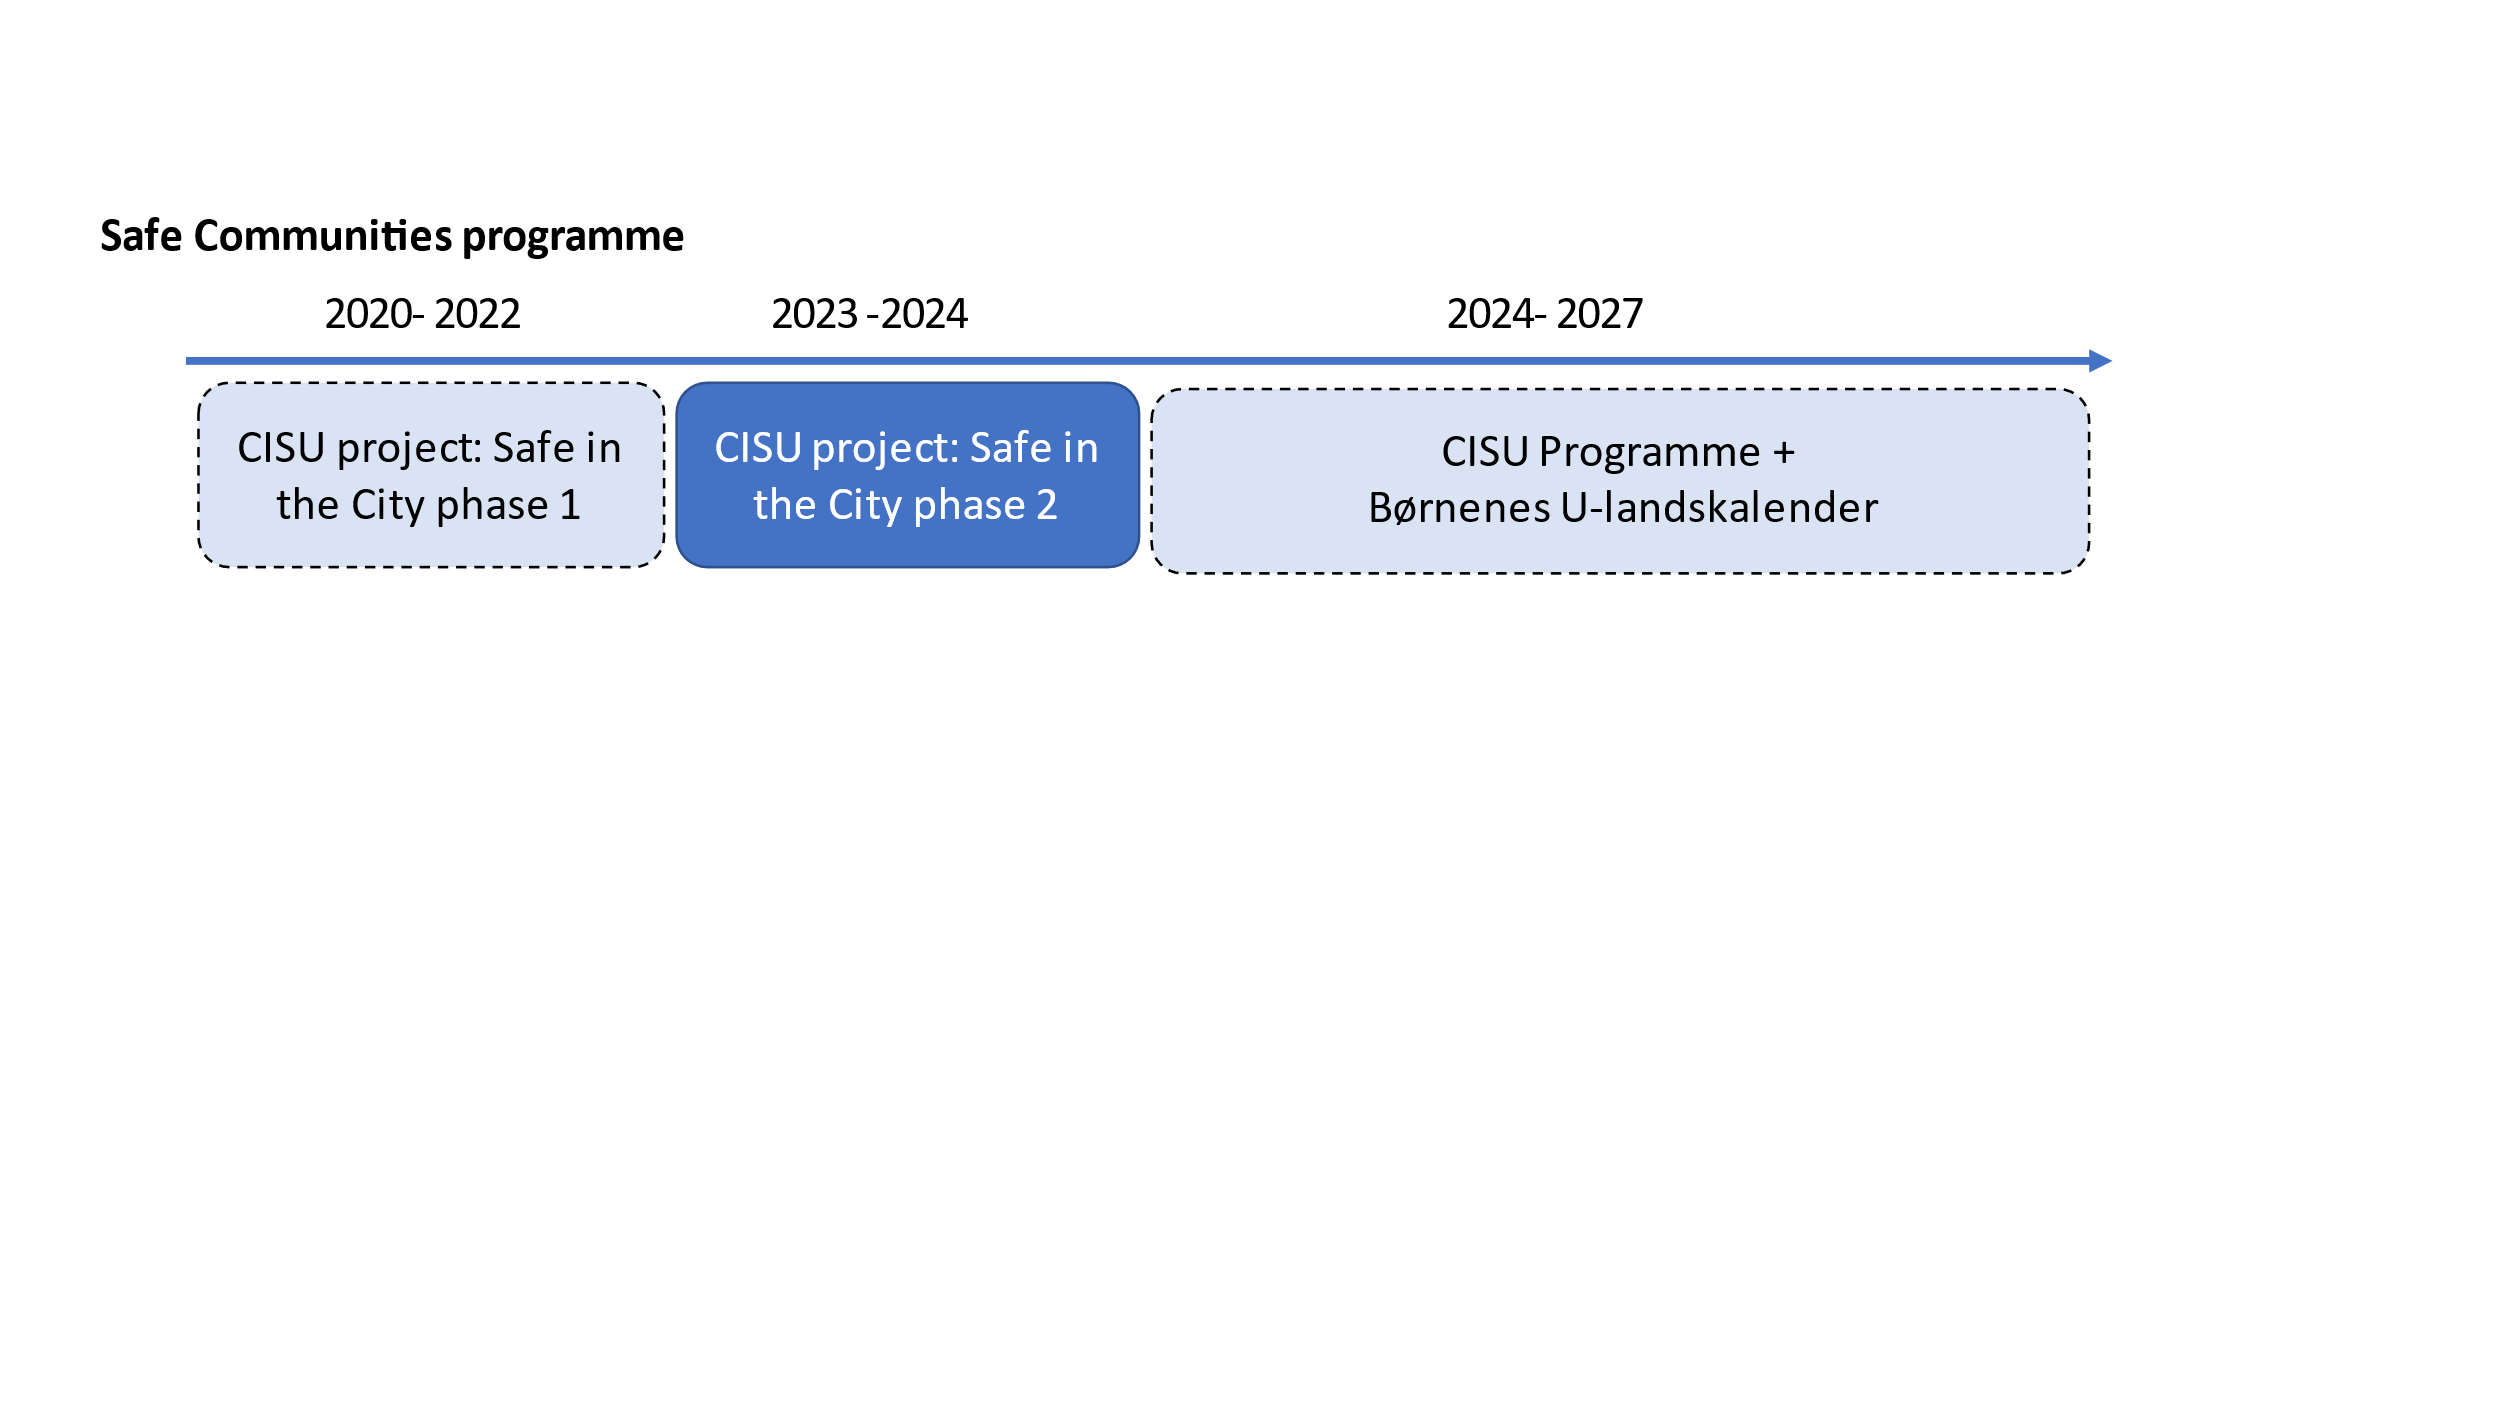 Safe Communities programme
2020- 2022
2023 -2024
2024- 2027
CISU project: Safe in
the City phase 1
CISU project: Safe in
the City phase 2
CISU Programme +
Børnenes U-landskalender